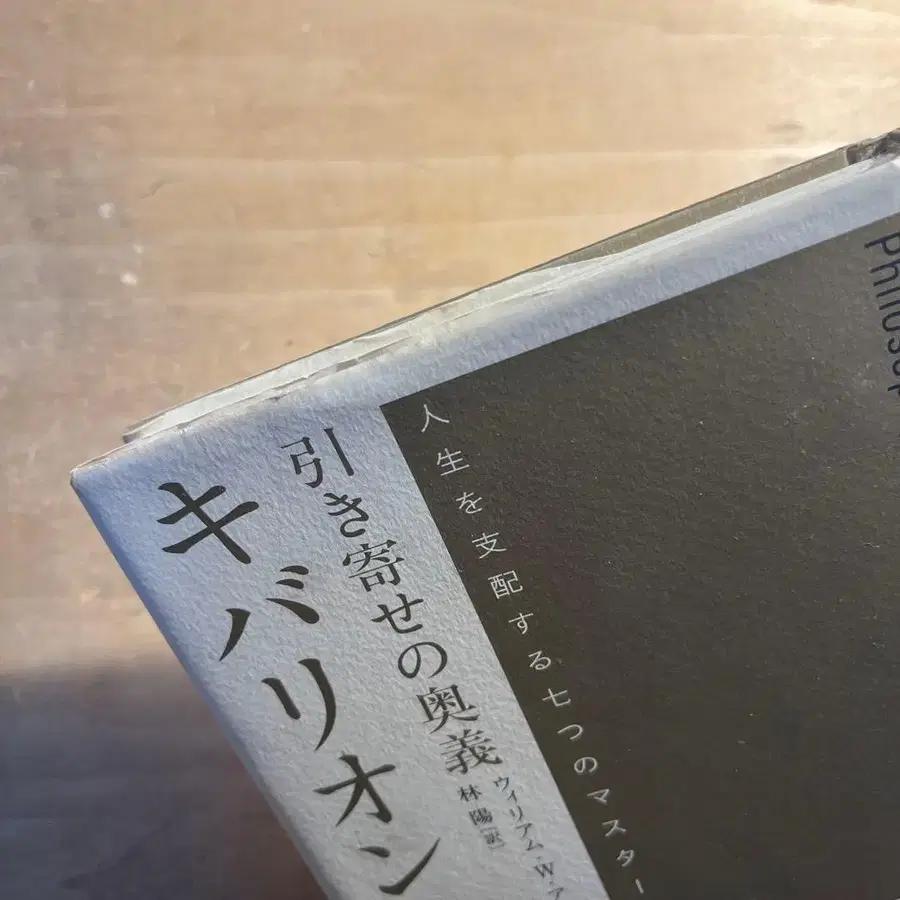 引き寄せの奥義
キバリオン
ウィリアム・W・ア
林陽[訳]
人生を支配する七つのマスター
Philosop